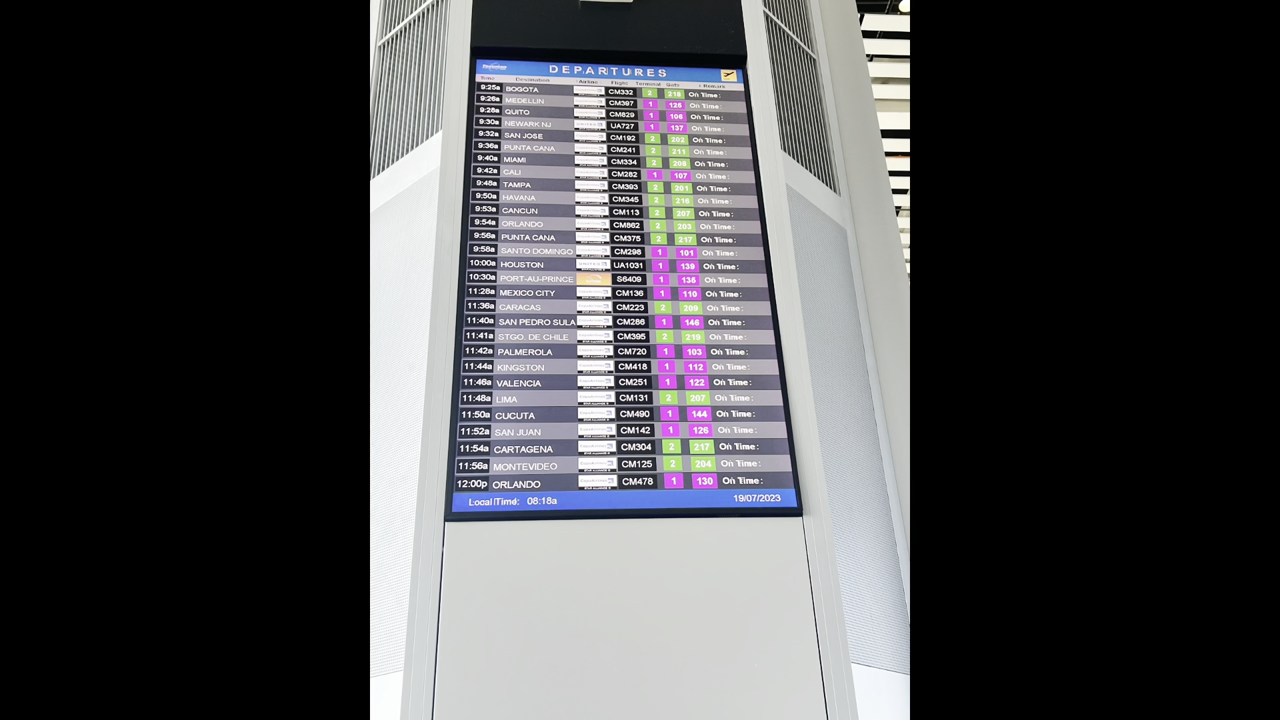 DEPARTURES
Time Destination Airline Flight Terminal Gate Remark
9:25a BOGOTA CM332 2 218 On Time:
9:26a MEDELLIN CM397 1 125 On Time:
9:28a QUITO CM829 1 106 On Time:
9:30a NEWARK NJ UA727 1 137 On Time:
9:32a SAN JOSE CM192 2 202 On Time:
9:36a PUNTA CANA CM241 2 211 On Time:
9:40a MIAMI CM334 2 208 On Time:
9:42a CALI CM282 1 107 On Time:
9:48a TAMPA CM393 2 201 On Time:
9:50a HAVANA CM345 2 218 On Time:
9:53a CANCUN CM113 2 207 On Time:
9:54a ORLANDO CM862 2 203 On Time:
9:56a PUNTA CANA CM375 2 217 On Time:
9:58a SANTO DOMINGO CM298 1 101 On Time:
10:00a HOUSTON UNITED UA1031 1 139 On Time:
10:30a PORT-AU-PRINCE S6409 1 135 On Time:
11:28a MEXICO CITY CM136 1 110 On Time:
11:36a CARACAS CM223 2 209 On Time:
11:40a SAN PEDRO SULA CM286 1 146 On Time:
11:41a STGO. DE CHILE CM395 2 219 On Time:
11:42a PALMEROLA CM720 1 103 On Time:
11:44a KINGSTON CM418 1 112 On Time:
11:46a VALENCIA CM251 1 122 On Time:
11:48a LIMA CM131 2 207 On Time:
11:50a CUCUTA CM490 1 144 On Time:
11:52a SAN JUAN CM142 1 126 On Time:
11:54a CARTAGENA CM304 2 217 On Time:
11:56a MONTEVIDEO CM125 2 204 On Time:
12:00p ORLANDO CM478 1 130 On Time:
Local Time: 08:18a 19/07/2023